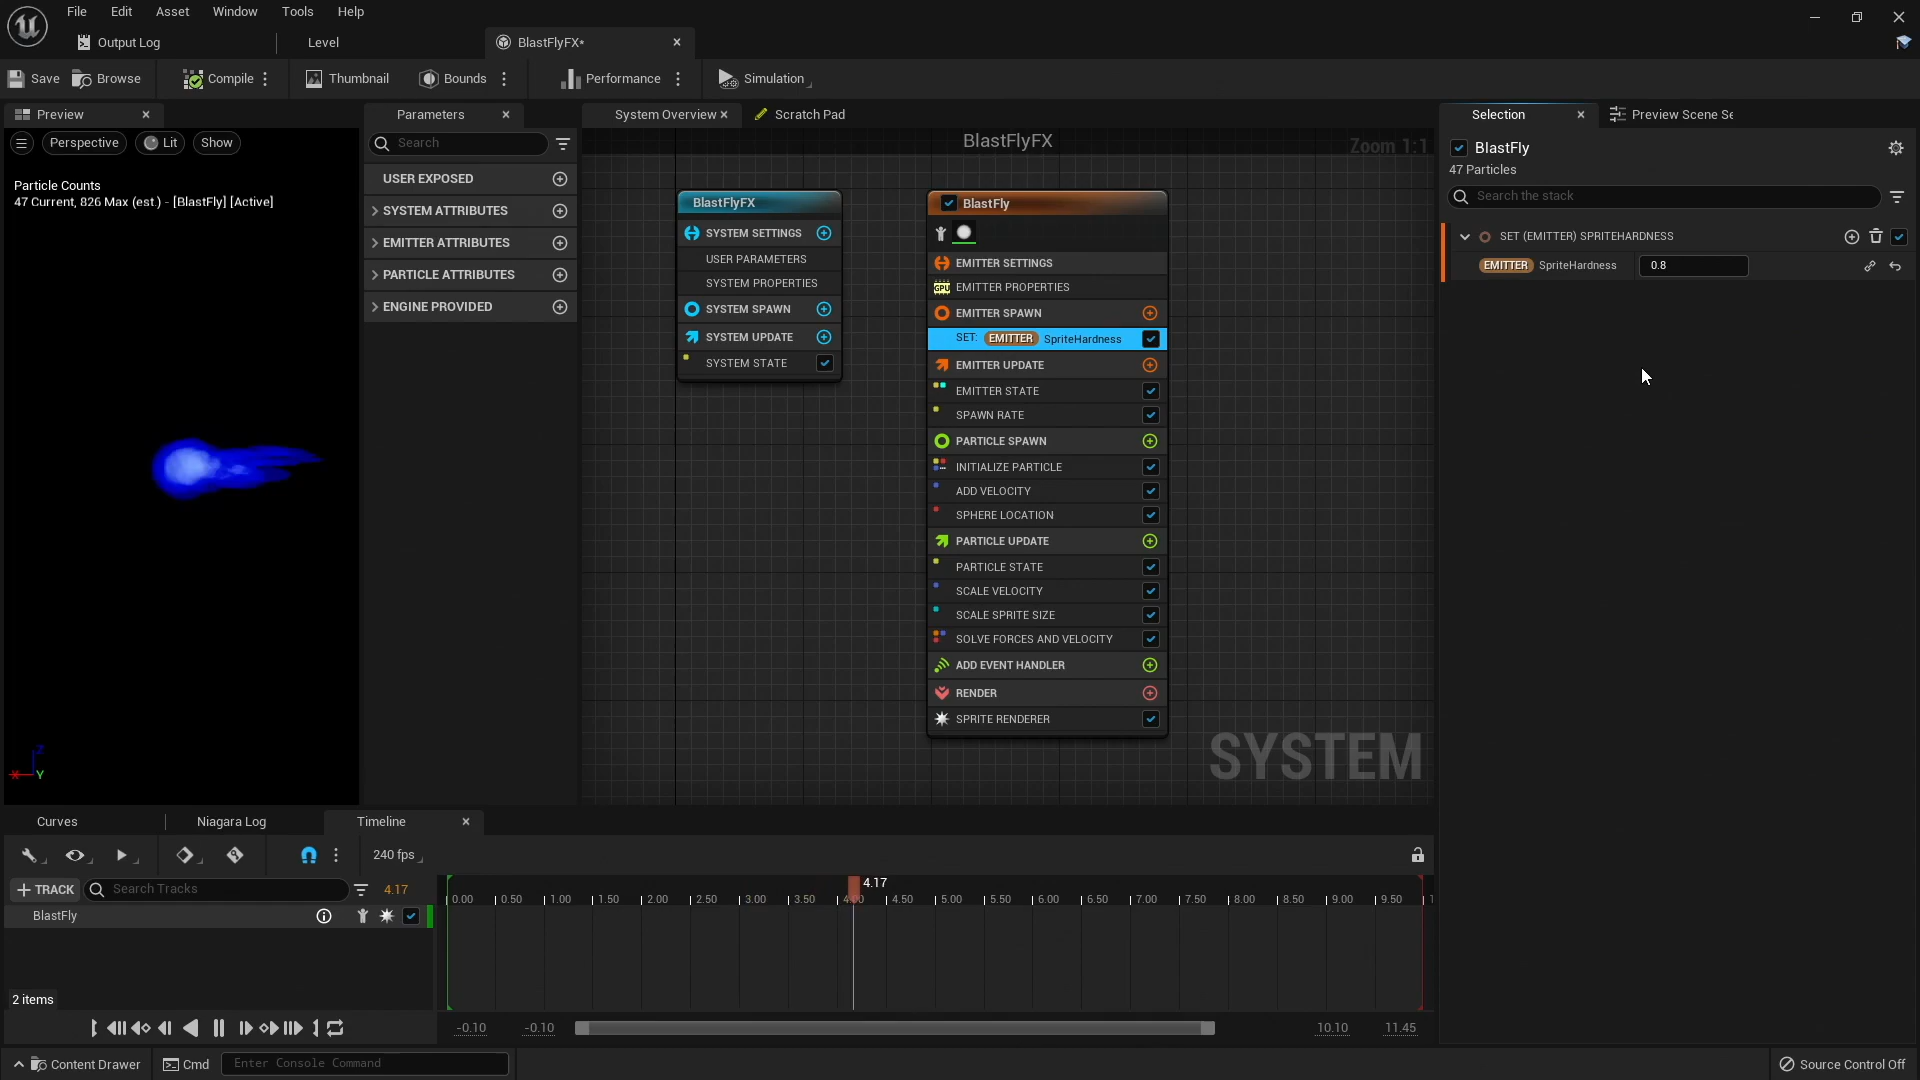 File Edit Asset Window Tools Help
Output Log Level BlastFlyFX*
Save Browse Compile Thumbnail Bounds Performance Simulation
Preview
Perspective Lit Show
Particle Counts
47 Current, 826 Max (est.) - [BlastFly] [Active]
Z
X Y
Parameters
Search
USER EXPOSED
SYSTEM ATTRIBUTES
EMITTER ATTRIBUTES
PARTICLE ATTRIBUTES
ENGINE PROVIDED
System Overview Scratch Pad
BlastFlyFX
Zoom 1:1
BlastFlyFX
SYSTEM SETTINGS
USER PARAMETERS
SYSTEM PROPERTIES
SYSTEM SPAWN
SYSTEM UPDATE
SYSTEM STATE
BlastFly
EMITTER SETTINGS
GPU EMITTER PROPERTIES
EMITTER SPAWN
SET: EMITTER SpriteHardness
EMITTER UPDATE
EMITTER STATE
SPAWN RATE
PARTICLE SPAWN
INITIALIZE PARTICLE
ADD VELOCITY
SPHERE LOCATION
PARTICLE UPDATE
PARTICLE STATE
SCALE VELOCITY
SCALE SPRITE SIZE
SOLVE FORCES AND VELOCITY
ADD EVENT HANDLER
RENDER
SPRITE RENDERER
SYSTEM
Selection Preview Scene Se
BlastFly
47 Particles
Search the stack
SET (EMITTER) SPRITEHARDNESS
EMITTER SpriteHardness 0.8
Curves Niagara Log Timeline
240 fps
TRACK Search Tracks 4.17
4.17
0.00 0.50 1.00 1.50 2.00 2.50 3.00 3.50 4.00 4.50 5.00 5.50 6.00 6.50 7.00 7.50 8.00 8.50 9.00 9.50 1
BlastFly
2 items
-0.10 -0.10 10.10 11.45
Content Drawer Cmd Enter Console Command Source Control Off